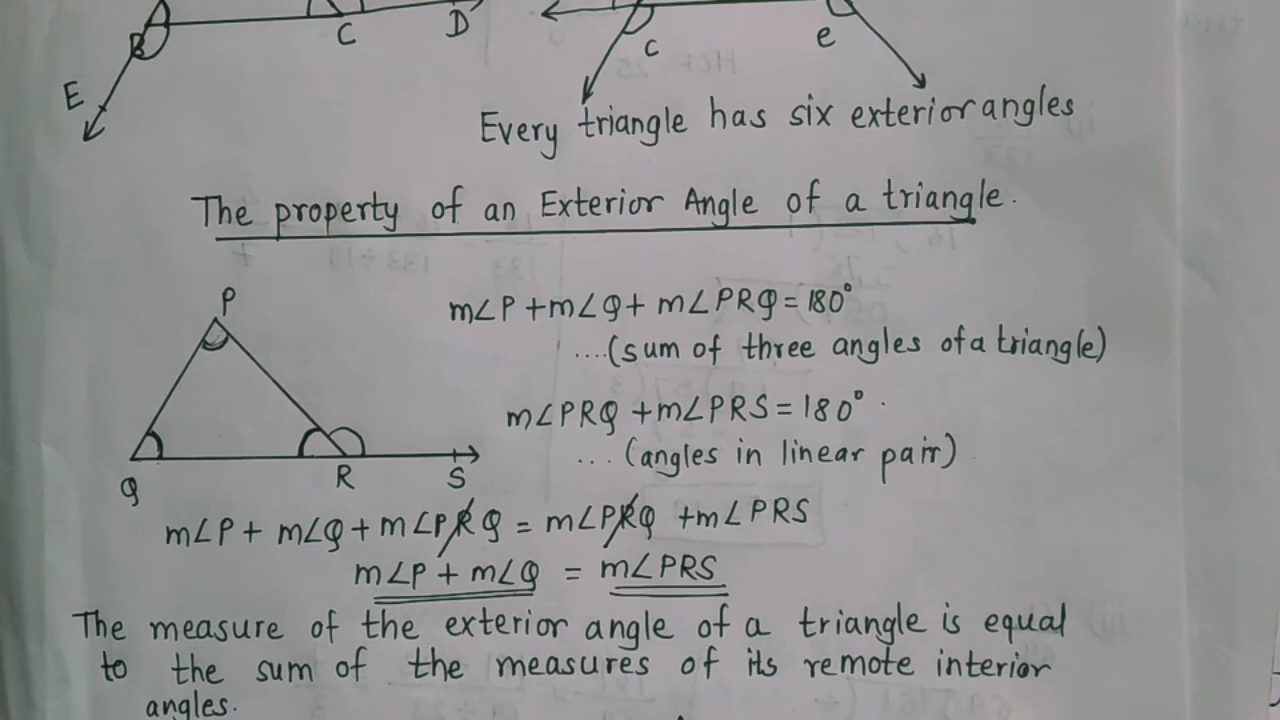 B
C
D
E
c
e
Every triangle has six exterior angles
The property of an Exterior Angle of a triangle.
P
Q
R
S
m∠P + m∠Q + m∠PRQ = 180°
....(sum of three angles of a triangle)
m∠PRQ + m∠PRS = 180°
... (angles in linear pair)
m∠P + m∠Q + m∠PRQ = m∠PRQ + m∠PRS
m∠P + m∠Q = m∠PRS
The measure of the exterior angle of a triangle is equal
to the sum of the measures of its remote interior
angles.